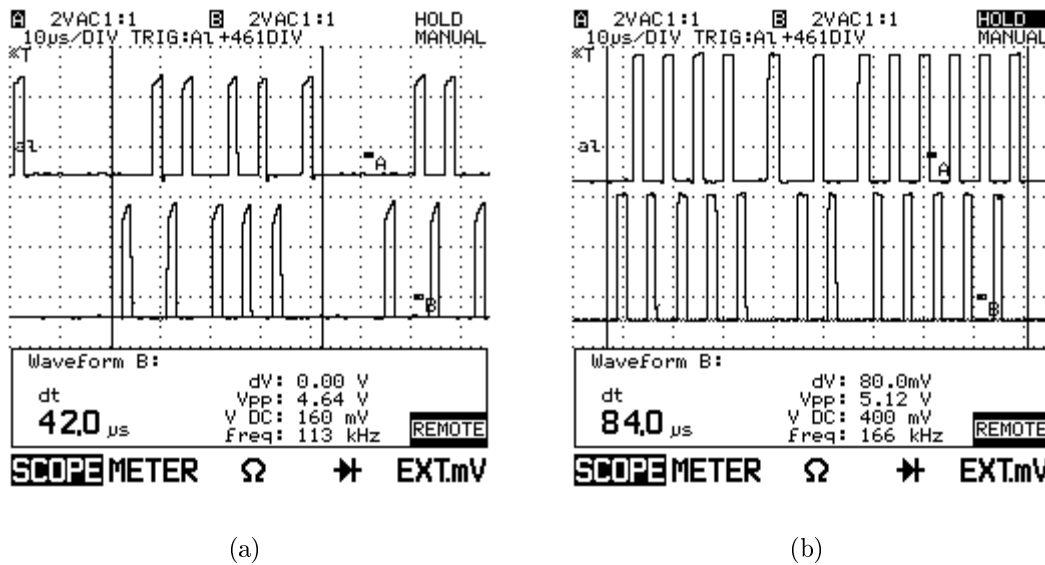 A 2VAC1:1 B 2VAC1:1 HOLD
10µs/DIV TRIG:A↓+461DIV MANUAL
T
a1
A
B
Waveform B:
dt
42.0 µs
dV: 0.00 V
Vpp: 4.64 V
V DC: 160 mV
freq: 113 kHz
REMOTE
SCOPE METER Ω EXT.mV
(a)
A 2VAC1:1 B 2VAC1:1 HOLD
10µs/DIV TRIG:A↓+461DIV MANUAL
T
a1
A
B
Waveform B:
dt
84.0 µs
dV: 80.0mV
Vpp: 5.12 V
V DC: 400 mV
freq: 166 kHz
REMOTE
SCOPE METER Ω EXT.mV
(b)